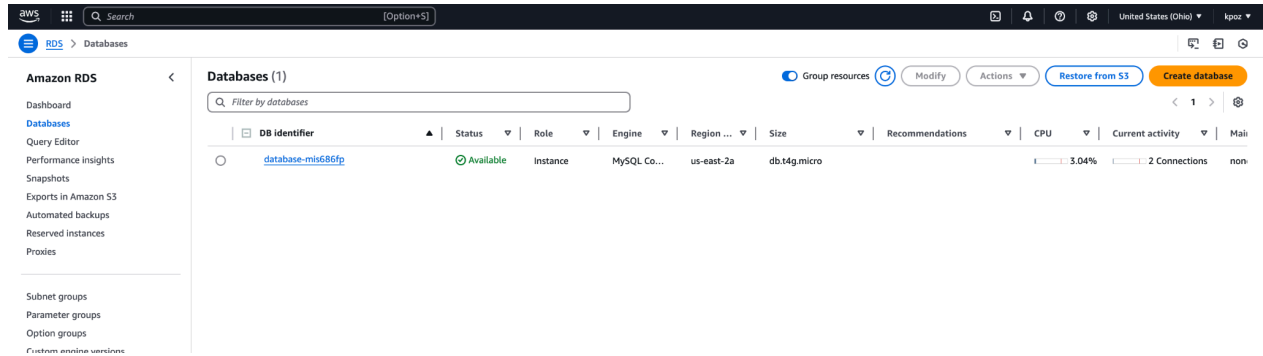 aws Search [Option+S] United States (Ohio) ▼ kpoz ▼
RDS > Databases
Amazon RDS
Dashboard
Databases
Query Editor
Performance insights
Snapshots
Exports in Amazon S3
Automated backups
Reserved instances
Proxies
Subnet groups
Parameter groups
Option groups
Custom engine versions
Databases (1) Group resources Modify Actions ▼ Restore from S3 Create database
Filter by databases < 1 >
DB identifier Status Role Engine Region ... Size Recommendations CPU Current activity Main
database-mis686fp Available Instance MySQL Co... us-east-2a db.t4g.micro 3.04% 2 Connections none